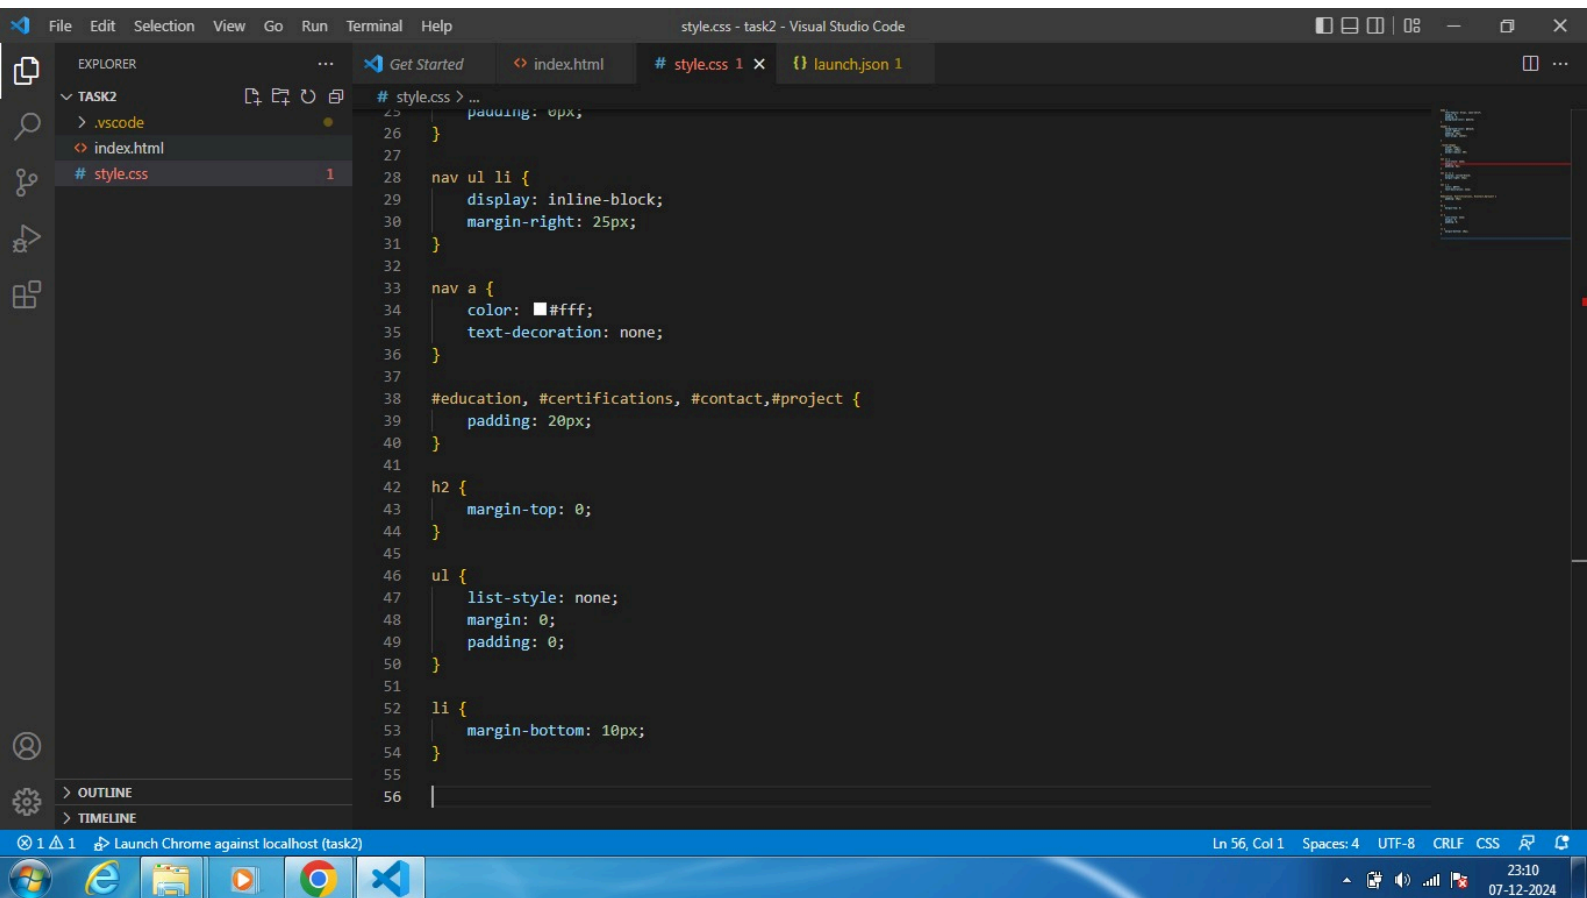 File Edit Selection View Go Run Terminal Help style.css - task2 - Visual Studio Code
EXPLORER
Get Started index.html # style.css 1 {} launch.json 1
TASK2
# style.css > ...
> .vscode
<> index.html
# style.css 1
25 padding: 0px;
26 }
27
28 nav ul li {
29 display: inline-block;
30 margin-right: 25px;
31 }
32
33 nav a {
34 color: #fff;
35 text-decoration: none;
36 }
37
38 #education, #certifications, #contact,#project {
39 padding: 20px;
40 }
41
42 h2 {
43 margin-top: 0;
44 }
45
46 ul {
47 list-style: none;
48 margin: 0;
49 padding: 0;
50 }
51
52 li {
53 margin-bottom: 10px;
54 }
55
56
> OUTLINE
> TIMELINE
1 1 Launch Chrome against localhost (task2) Ln 56, Col 1 Spaces: 4 UTF-8 CRLF CSS
23:10
07-12-2024